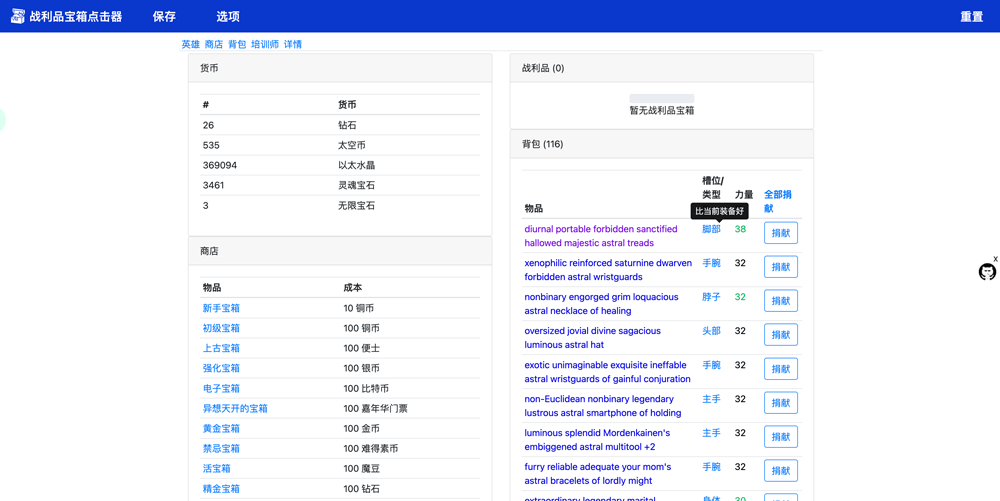 战利品宝箱点击器 保存 选项 重置
英雄 商店 背包 培训师 详情
货币
# 货币
26 钻石
535 太空币
369094 以太水晶
3461 灵魂宝石
3 无限宝石
商店
物品 成本
新手宝箱 10 铜币
初级宝箱 100 铜币
上古宝箱 100 便士
强化宝箱 100 银币
电子宝箱 100 比特币
异想天开的宝箱 100 嘉年华门票
黄金宝箱 100 金币
禁忌宝箱 100 难得素币
活宝箱 100 魔豆
精金宝箱 100 钻石
战利品 (0)
暂无战利品宝箱
背包 (116)
物品 槽位/类型 力量 全部捐献
比当前装备好
diurnal portable forbidden sanctified
hallowed majestic astral treads
脚部 38 捐献
xenophilic reinforced saturnine dwarven
forbidden astral wristguards
手腕 32 捐献
nonbinary engorged grim loquacious
astral necklace of healing
脖子 32 捐献
oversized jovial divine sagacious
luminous astral hat
头部 32 捐献
exotic unimaginable exquisite ineffable
astral wristguards of gainful conjuration
手腕 32 捐献
non-Euclidean nonbinary legendary
lustrous astral smartphone of holding
主手 32 捐献
luminous splendid Mordenkainen's
embiggened astral multitool +2
主手 32 捐献
furry reliable adequate your mom's
astral bracelets of lordly might
手腕 32 捐献
extraordinary legendary marital
身体 30 捐献
x